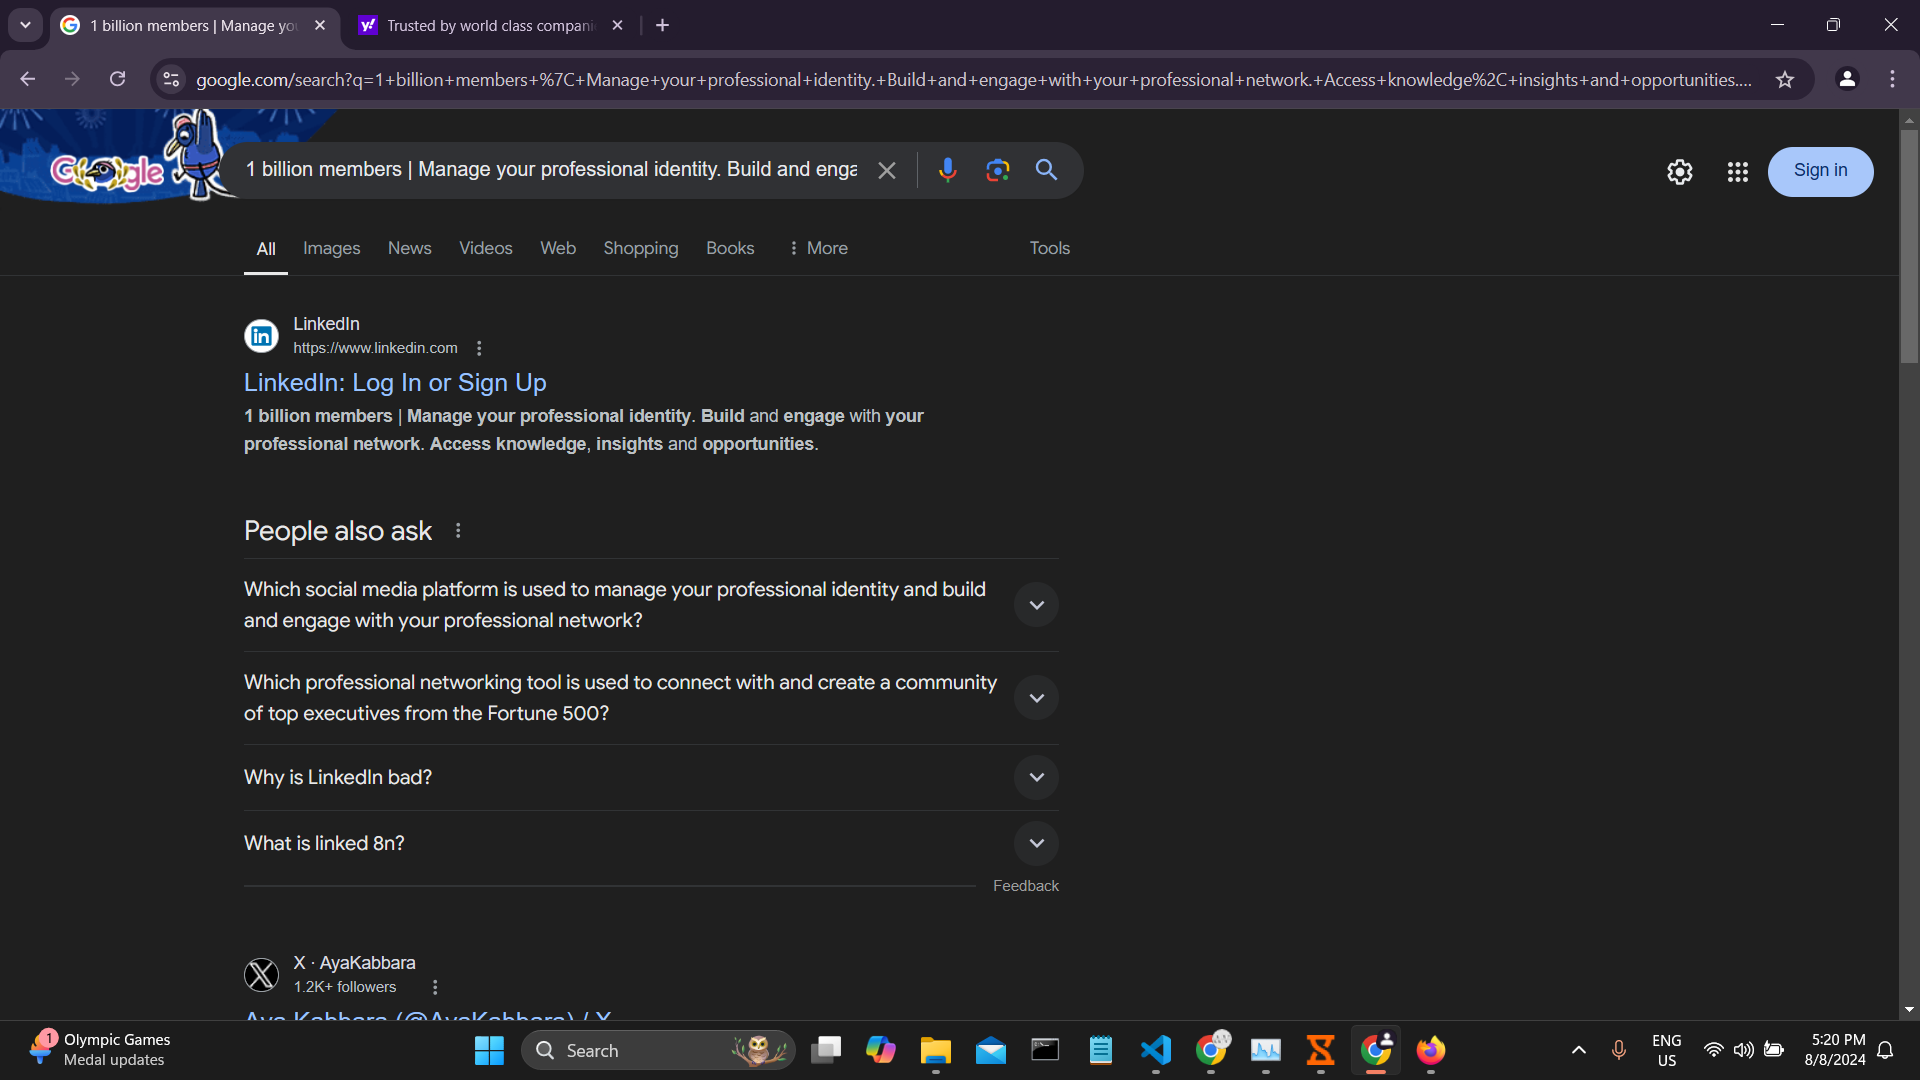 1 billion members | Manage you
Trusted by world class compani
google.com/search?q=1+billion+members+%7C+Manage+your+professional+identity.+Build+and+engage+with+your+professional+network.+Access+knowledge%2C+insights+and+opportunities....
Google
1 billion members | Manage your professional identity. Build and enga
Sign in
All Images News Videos Web Shopping Books More Tools
LinkedIn
https://www.linkedin.com
LinkedIn: Log In or Sign Up
1 billion members | Manage your professional identity. Build and engage with your
professional network. Access knowledge, insights and opportunities.
People also ask
Which social media platform is used to manage your professional identity and build
and engage with your professional network?
Which professional networking tool is used to connect with and create a community
of top executives from the Fortune 500?
Why is LinkedIn bad?
What is linked 8n?
Feedback
X · AyaKabbara
1.2K+ followers
Aya Kabbara (@AyaKabbara) / X
1
Olympic Games
Medal updates
Search
ENG
US
5:20 PM
8/8/2024